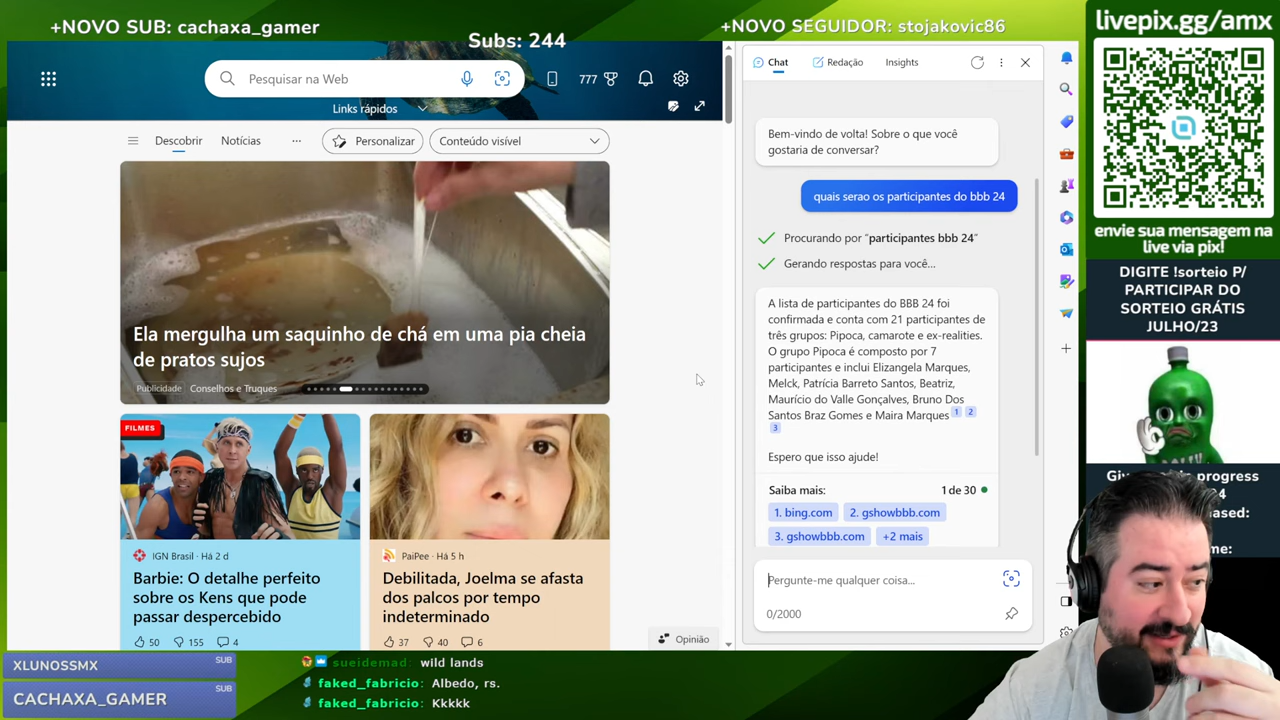 +NOVO SUB: cachaxa_gamer
Subs: 244
+NOVO SEGUIDOR: stojakovic86
livepix.gg/amx
Pesquisar na Web
777
Links rápidos
Descobrir
Notícias
...
Personalizar
Conteúdo visível
Ela mergulha um saquinho de chá em uma pia cheia
de pratos sujos
Publicidade
Conselhos e Truques
FILMES
IGN Brasil · Há 2 d
Barbie: O detalhe perfeito
sobre os Kens que pode
passar despercebido
50
155
4
PaiPee · Há 5 h
Debilitada, Joelma se afasta
dos palcos por tempo
indeterminado
37
40
6
Opinião
Chat
Redação
Insights
Bem-vindo de volta! Sobre o que você
gostaria de conversar?
quais serao os participantes do bbb 24
Procurando por “participantes bbb 24”
Gerando respostas para você...
A lista de participantes do BBB 24 foi
confirmada e conta com 21 participantes de
três grupos: Pipoca, camarote e ex-realities.
O grupo Pipoca é composto por 7
participantes e inclui Elizangela Marques,
Melck, Patrícia Barreto Santos, Beatriz,
Maurício do Valle Gonçalves, Bruno Dos
Santos Braz Gomes e Maira Marques 1 2
3
Espero que isso ajude!
Saiba mais:
1 de 30
1. bing.com
2. gshowbbb.com
3. gshowbbb.com
+2 mais
Pergunte-me qualquer coisa...
0/2000
envie sua mensagem na
live via pix!
DIGITE !sorteio P/
PARTICIPAR DO
SORTEIO GRÁTIS
JULHO/23
progress
XLUNOSSMX
SUB
CACHAXA_GAMER
SUB
sueidemad: wild lands
faked_fabricio: Albedo, rs.
faked_fabricio: Kkkkk